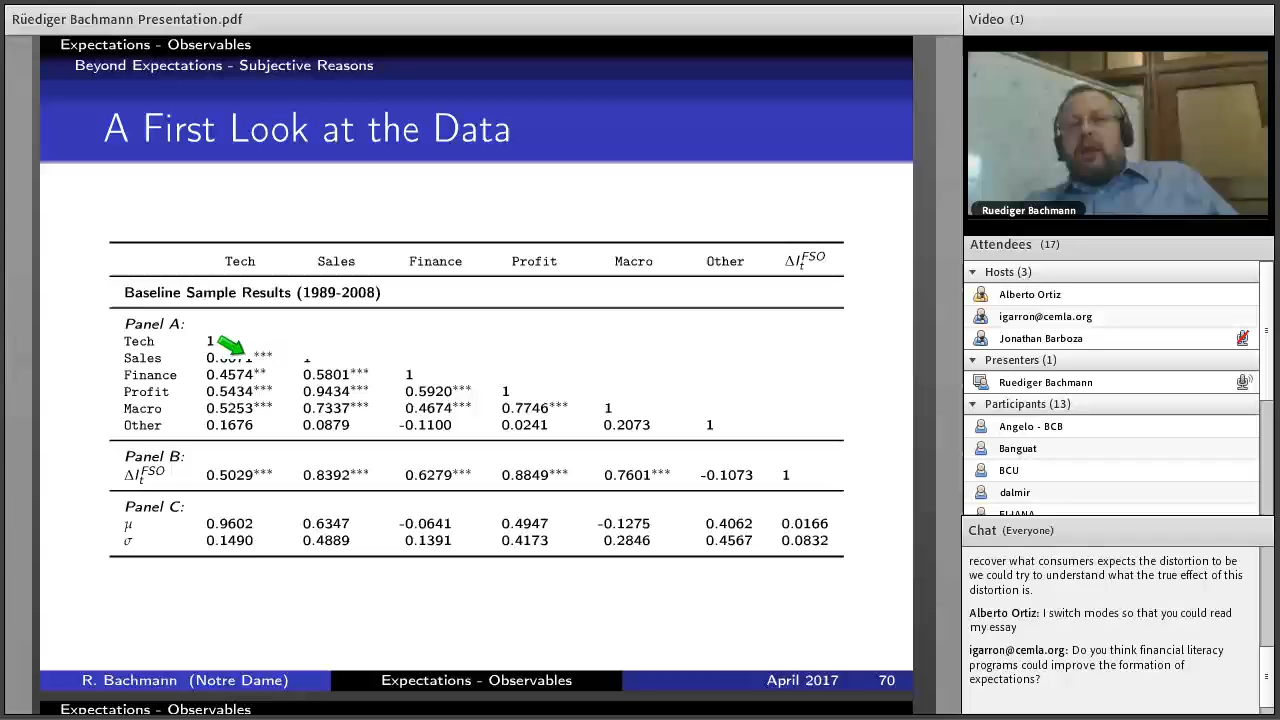 Rüediger Bachmann Presentation.pdf
Expectations - Observables
Beyond Expectations - Subjective Reasons
A First Look at the Data
Tech Sales Finance Profit Macro Other ΔI_t^FSO
Baseline Sample Results (1989-2008)
Panel A:
Tech 1
Sales *** 1
Finance 0.4574** 0.5801*** 1
Profit 0.5434*** 0.9434*** 0.5920*** 1
Macro 0.5253*** 0.7337*** 0.4674*** 0.7746*** 1
Other 0.1676 0.0879 -0.1100 0.0241 0.2073 1
Panel B:
ΔI_t^FSO 0.5029*** 0.8392*** 0.6279*** 0.8849*** 0.7601*** -0.1073 1
Panel C:
μ 0.9602 0.6347 -0.0641 0.4947 -0.1275 0.4062 0.0166
σ 0.1490 0.4889 0.1391 0.4173 0.2846 0.4567 0.0832
R. Bachmann (Notre Dame) Expectations - Observables April 2017 70
Expectations - Observables
Video (1)
Ruediger Bachmann
Attendees (17)
Hosts (3)
Alberto Ortiz
igarron@cemla.org
Jonathan Barboza
Presenters (1)
Ruediger Bachmann
Participants (13)
Angelo - BCB
Banguat
BCU
dalmir
Chat (Everyone)
recover what consumers expects the distortion to be
we could try to understand what the true effect of this
distortion is.
Alberto Ortiz: I switch modes so that you could read
my essay
igarron@cemla.org: Do you think financial literacy
programs could improve the formation of
expectations?